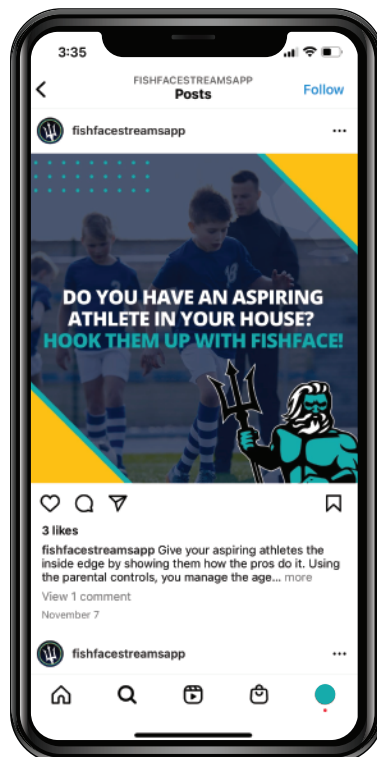 3:35
FISHFACESTREAMSAPP
Posts
Follow
fishfacestreamsapp
DO YOU HAVE AN ASPIRING
ATHLETE IN YOUR HOUSE?
HOOK THEM UP WITH FISHFACE!
3 likes
fishfacestreamsapp Give your aspiring athletes the
inside edge by showing them how the pros do it. Using
the parental controls, you manage the age... more
View 1 comment
November 7
fishfacestreamsapp